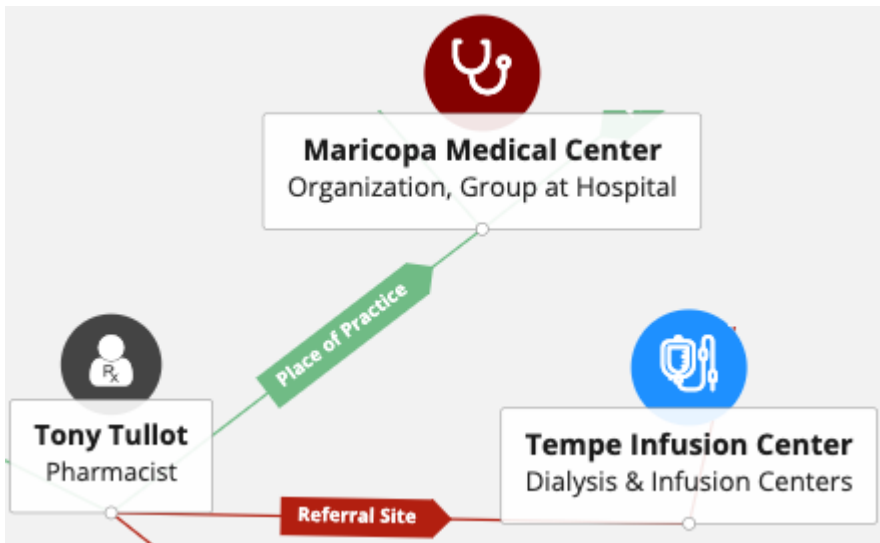 Maricopa Medical Center
Organization, Group at Hospital
Place of Practice
Rx
Tony Tullot
Pharmacist
Tempe Infusion Center
Dialysis & Infusion Centers
Referral Site